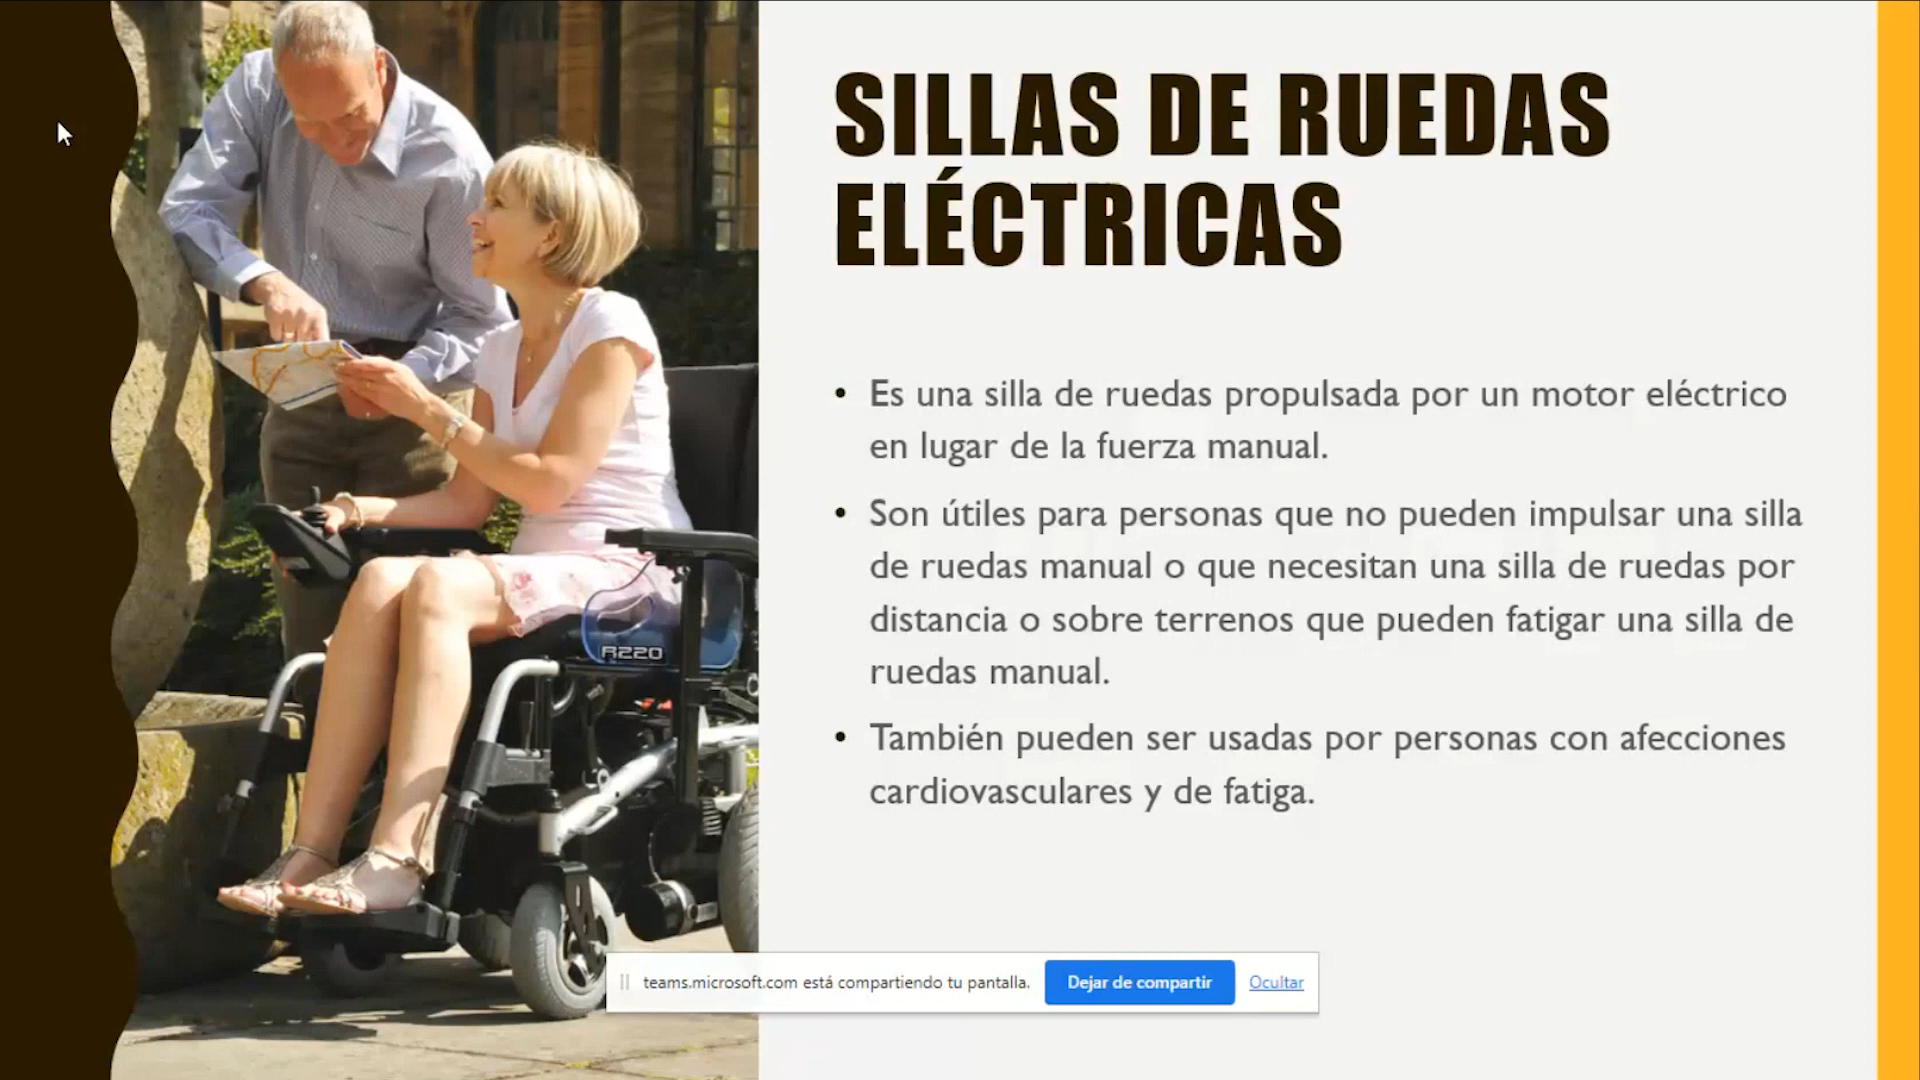 SILLAS DE RUEDAS
ELÉCTRICAS
• Es una silla de ruedas propulsada por un motor eléctrico
en lugar de la fuerza manual.
• Son útiles para personas que no pueden impulsar una silla
de ruedas manual o que necesitan una silla de ruedas por
distancia o sobre terrenos que pueden fatigar una silla de
ruedas manual.
• También pueden ser usadas por personas con afecciones
cardiovasculares y de fatiga.
R220
teams.microsoft.com está compartiendo tu pantalla.
Dejar de compartir
Ocultar